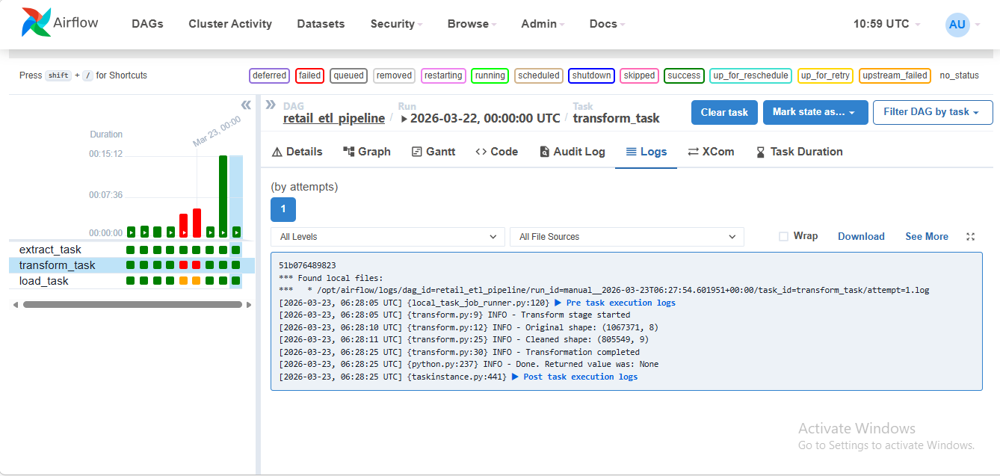 Airflow DAGs Cluster Activity Datasets Security Browse Admin Docs 10:59 UTC AU
Press shift + / for Shortcuts deferred failed queued removed restarting running scheduled shutdown skipped success up_for_reschedule up_for_retry upstream_failed no_status
Duration
Mar 23, 00:00
00:15:12
00:07:36
00:00:00
extract_task
transform_task
load_task
DAG Run Task
retail_etl_pipeline / 2026-03-22, 00:00:00 UTC / transform_task
Clear task Mark state as... Filter DAG by task
Details Graph Gantt Code Audit Log Logs XCom Task Duration
(by attempts)
1
All Levels All File Sources Wrap Download See More
51b076489823
*** Found local files:
***   * /opt/airflow/logs/dag_id=retail_etl_pipeline/run_id=manual__2026-03-23T06:27:54.601951+00:00/task_id=transform_task/attempt=1.log
[2026-03-23, 06:28:05 UTC] {local_task_job_runner.py:120} ▶ Pre task execution logs
[2026-03-23, 06:28:05 UTC] {transform.py:9} INFO - Transform stage started
[2026-03-23, 06:28:10 UTC] {transform.py:12} INFO - Original shape: (1067371, 8)
[2026-03-23, 06:28:11 UTC] {transform.py:25} INFO - Cleaned shape: (805549, 9)
[2026-03-23, 06:28:25 UTC] {transform.py:30} INFO - Transformation completed
[2026-03-23, 06:28:25 UTC] {python.py:237} INFO - Done. Returned value was: None
[2026-03-23, 06:28:25 UTC] {taskinstance.py:441} ▶ Post task execution logs
Activate Windows
Go to Settings to activate Windows.